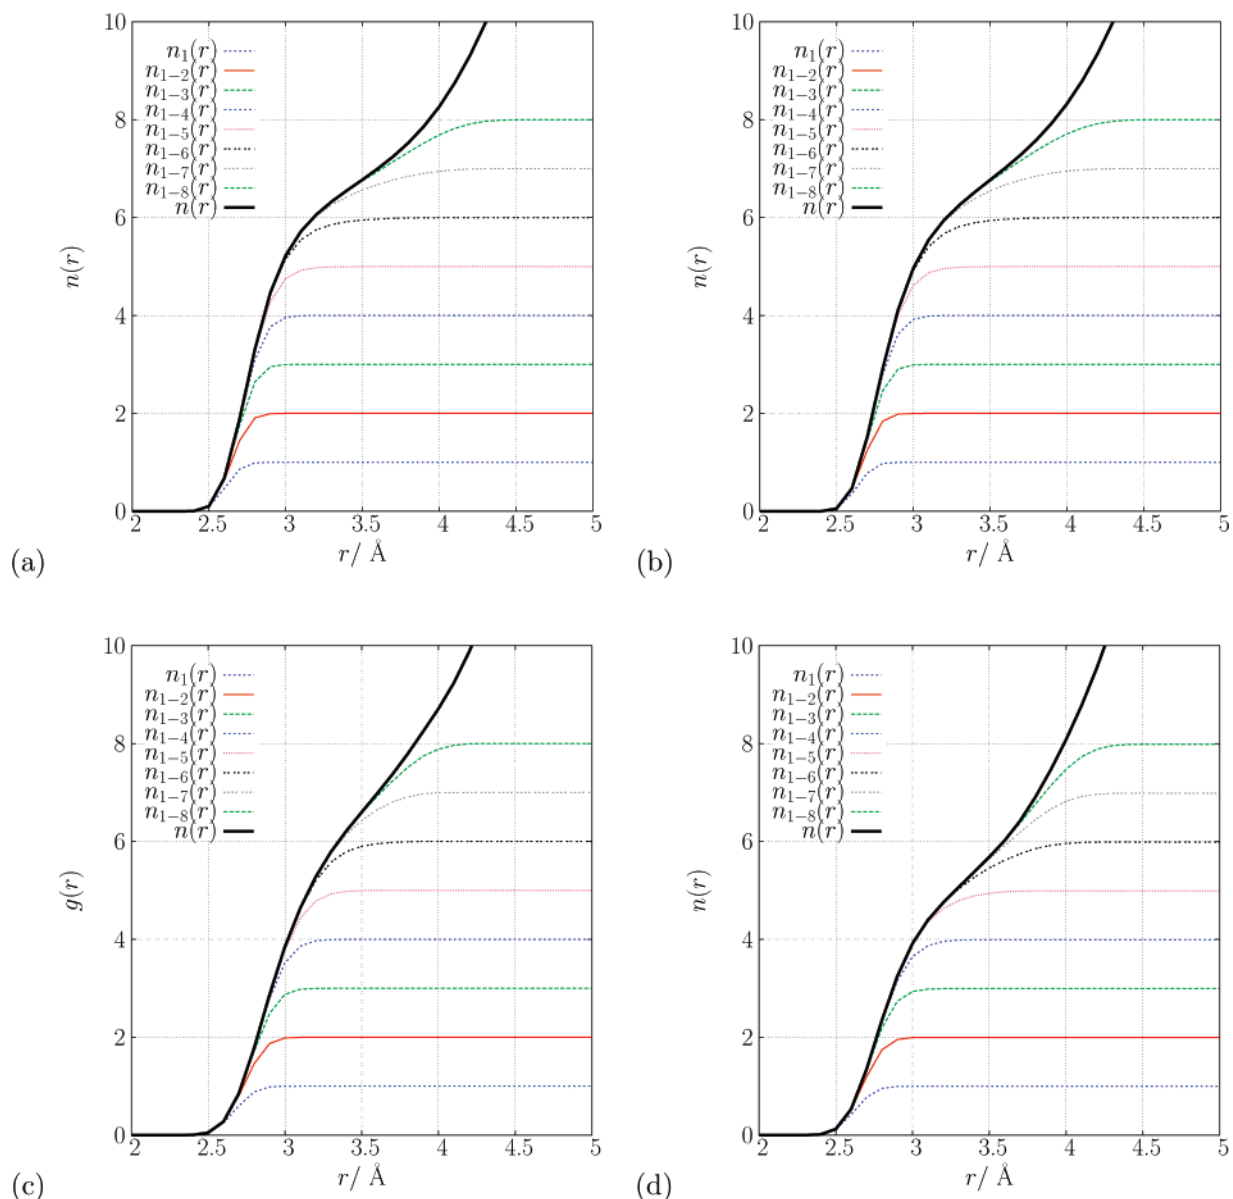 10
8
6
4
2
0
n(r)
n₁(r)
n₁₋₂(r)
n₁₋₃(r)
n₁₋₄(r)
n₁₋₅(r)
n₁₋₆(r)
n₁₋₇(r)
n₁₋₈(r)
n(r)
2 2.5 3 3.5 4 4.5 5
r/ Å
(a)
10
8
6
4
2
0
n(r)
n₁(r)
n₁₋₂(r)
n₁₋₃(r)
n₁₋₄(r)
n₁₋₅(r)
n₁₋₆(r)
n₁₋₇(r)
n₁₋₈(r)
n(r)
2 2.5 3 3.5 4 4.5 5
r/ Å
(b)
10
8
6
4
2
0
g(r)
n₁(r)
n₁₋₂(r)
n₁₋₃(r)
n₁₋₄(r)
n₁₋₅(r)
n₁₋₆(r)
n₁₋₇(r)
n₁₋₈(r)
n(r)
2 2.5 3 3.5 4 4.5 5
r/ Å
(c)
10
8
6
4
2
0
n(r)
n₁(r)
n₁₋₂(r)
n₁₋₃(r)
n₁₋₄(r)
n₁₋₅(r)
n₁₋₆(r)
n₁₋₇(r)
n₁₋₈(r)
n(r)
2 2.5 3 3.5 4 4.5 5
r/ Å
(d)